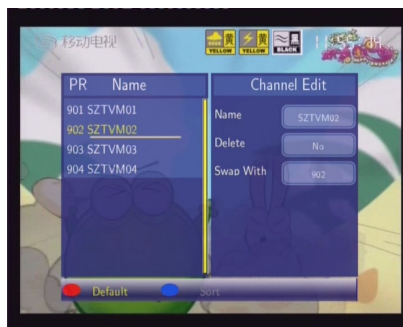 移动电视
黄 YELLOW 黄 YELLOW 黑 BLACK
PR Name
Channel Edit
901 SZTVM01
902 SZTVM02
903 SZTVM03
904 SZTVM04
Name SZTVM02
Delete No
Swap With 902
Default Sort